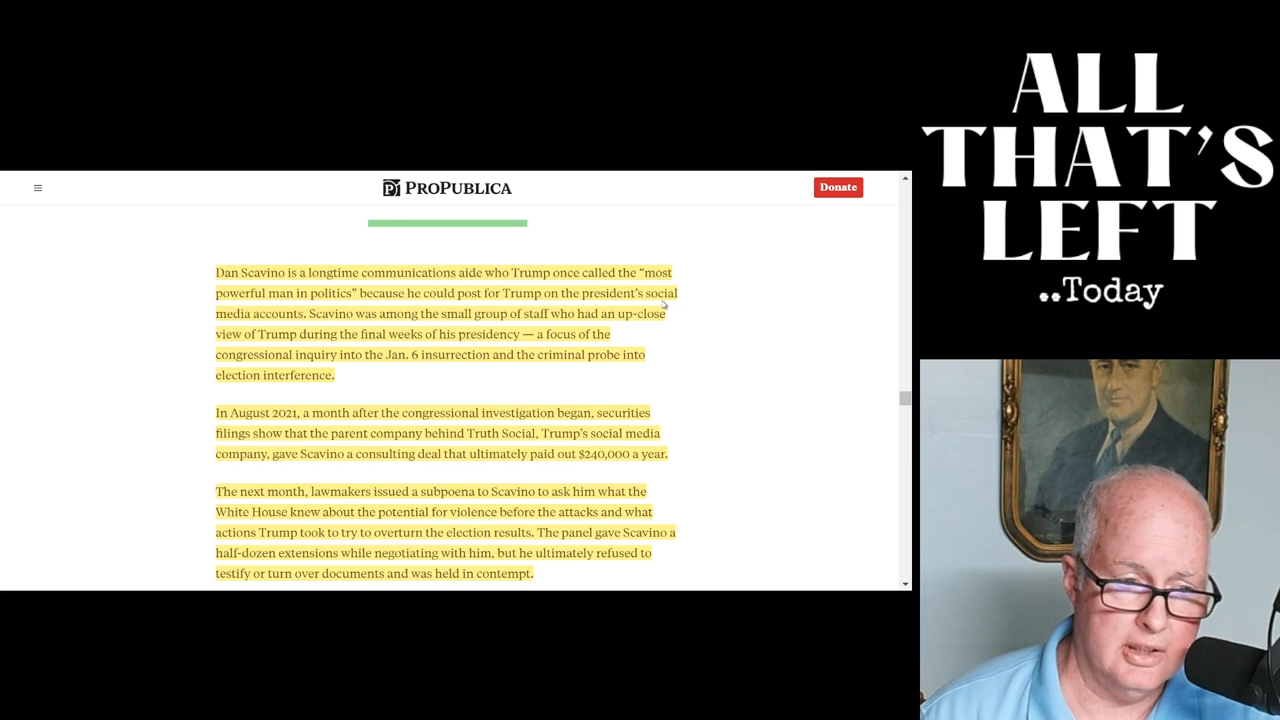 PROPUBLICA
Donate
Dan Scavino is a longtime communications aide who Trump once called the “most
powerful man in politics” because he could post for Trump on the president’s social
media accounts. Scavino was among the small group of staff who had an up-close
view of Trump during the final weeks of his presidency — a focus of the
congressional inquiry into the Jan. 6 insurrection and the criminal probe into
election interference.
In August 2021, a month after the congressional investigation began, securities
filings show that the parent company behind Truth Social, Trump’s social media
company, gave Scavino a consulting deal that ultimately paid out $240,000 a year.
The next month, lawmakers issued a subpoena to Scavino to ask him what the
White House knew about the potential for violence before the attacks and what
actions Trump took to try to overturn the election results. The panel gave Scavino a
half-dozen extensions while negotiating with him, but he ultimately refused to
testify or turn over documents and was held in contempt.
ALL
THAT’S
LEFT
..Today